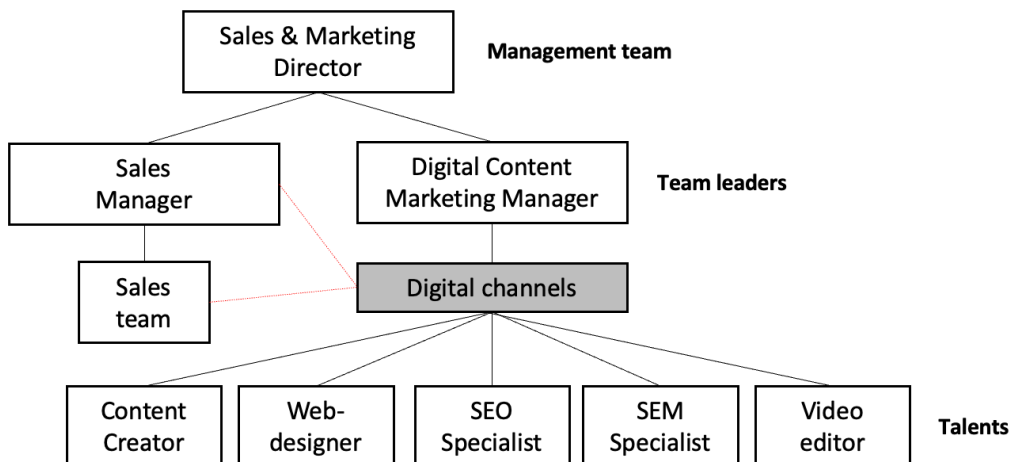 Sales & Marketing
Director
Management team
Sales
Manager
Digital Content
Marketing Manager
Team leaders
Sales
team
Digital channels
Content
Creator
Web-
designer
SEO
Specialist
SEM
Specialist
Video
editor
Talents